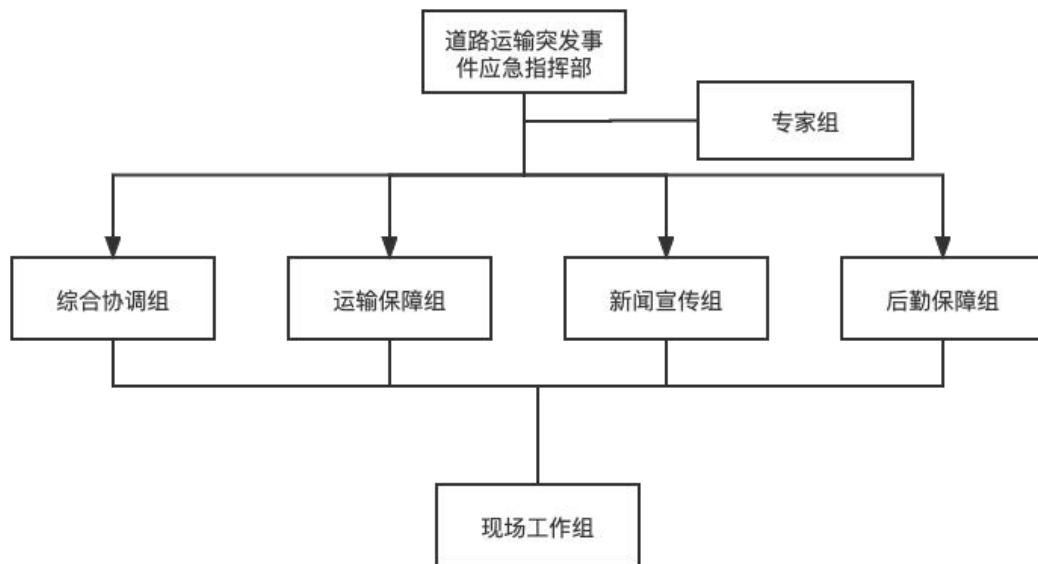 道路运输突发事
件应急指挥部
专家组
综合协调组
运输保障组
新闻宣传组
后勤保障组
现场工作组